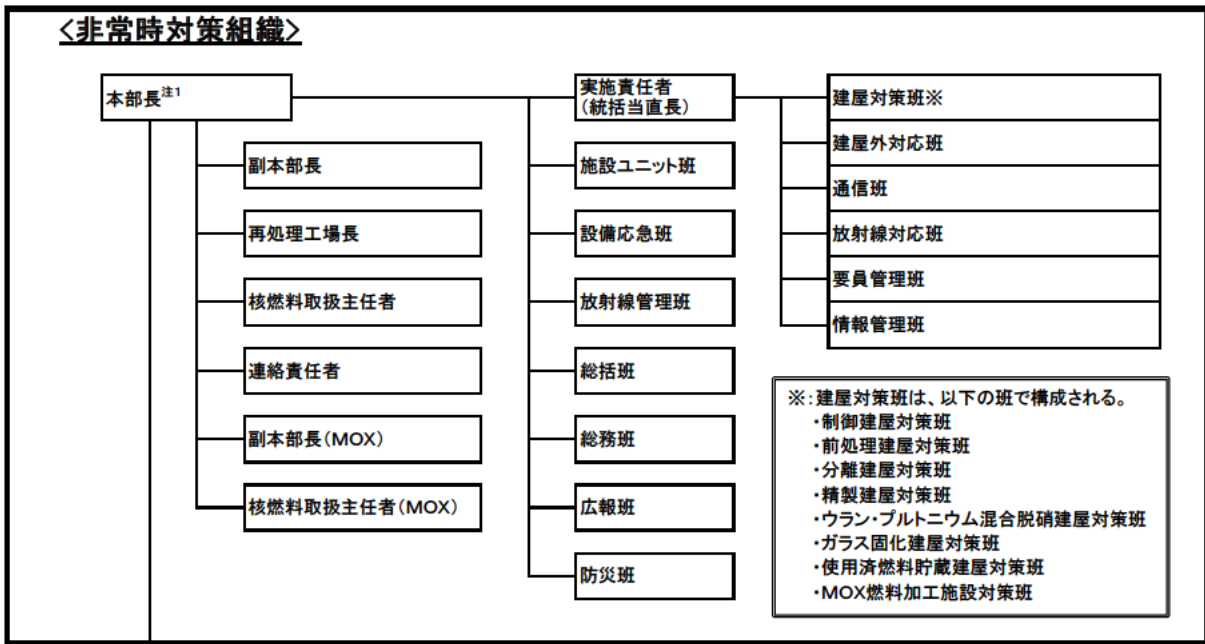 <非常時対策組織>
本部長注1
副本部長
再処理工場長
核燃料取扱主任者
連絡責任者
副本部長(MOX)
核燃料取扱主任者(MOX)
実施責任者
(統括当直長)
施設ユニット班
設備応急班
放射線管理班
総括班
総務班
広報班
防災班
建屋対策班※
建屋外対応班
通信班
放射線対応班
要員管理班
情報管理班
※:建屋対策班は、以下の班で構成される。
・制御建屋対策班
・前処理建屋対策班
・分離建屋対策班
・精製建屋対策班
・ウラン・プルトニウム混合脱硝建屋対策班
・ガラス固化建屋対策班
・使用済燃料貯蔵建屋対策班
・MOX燃料加工施設対策班